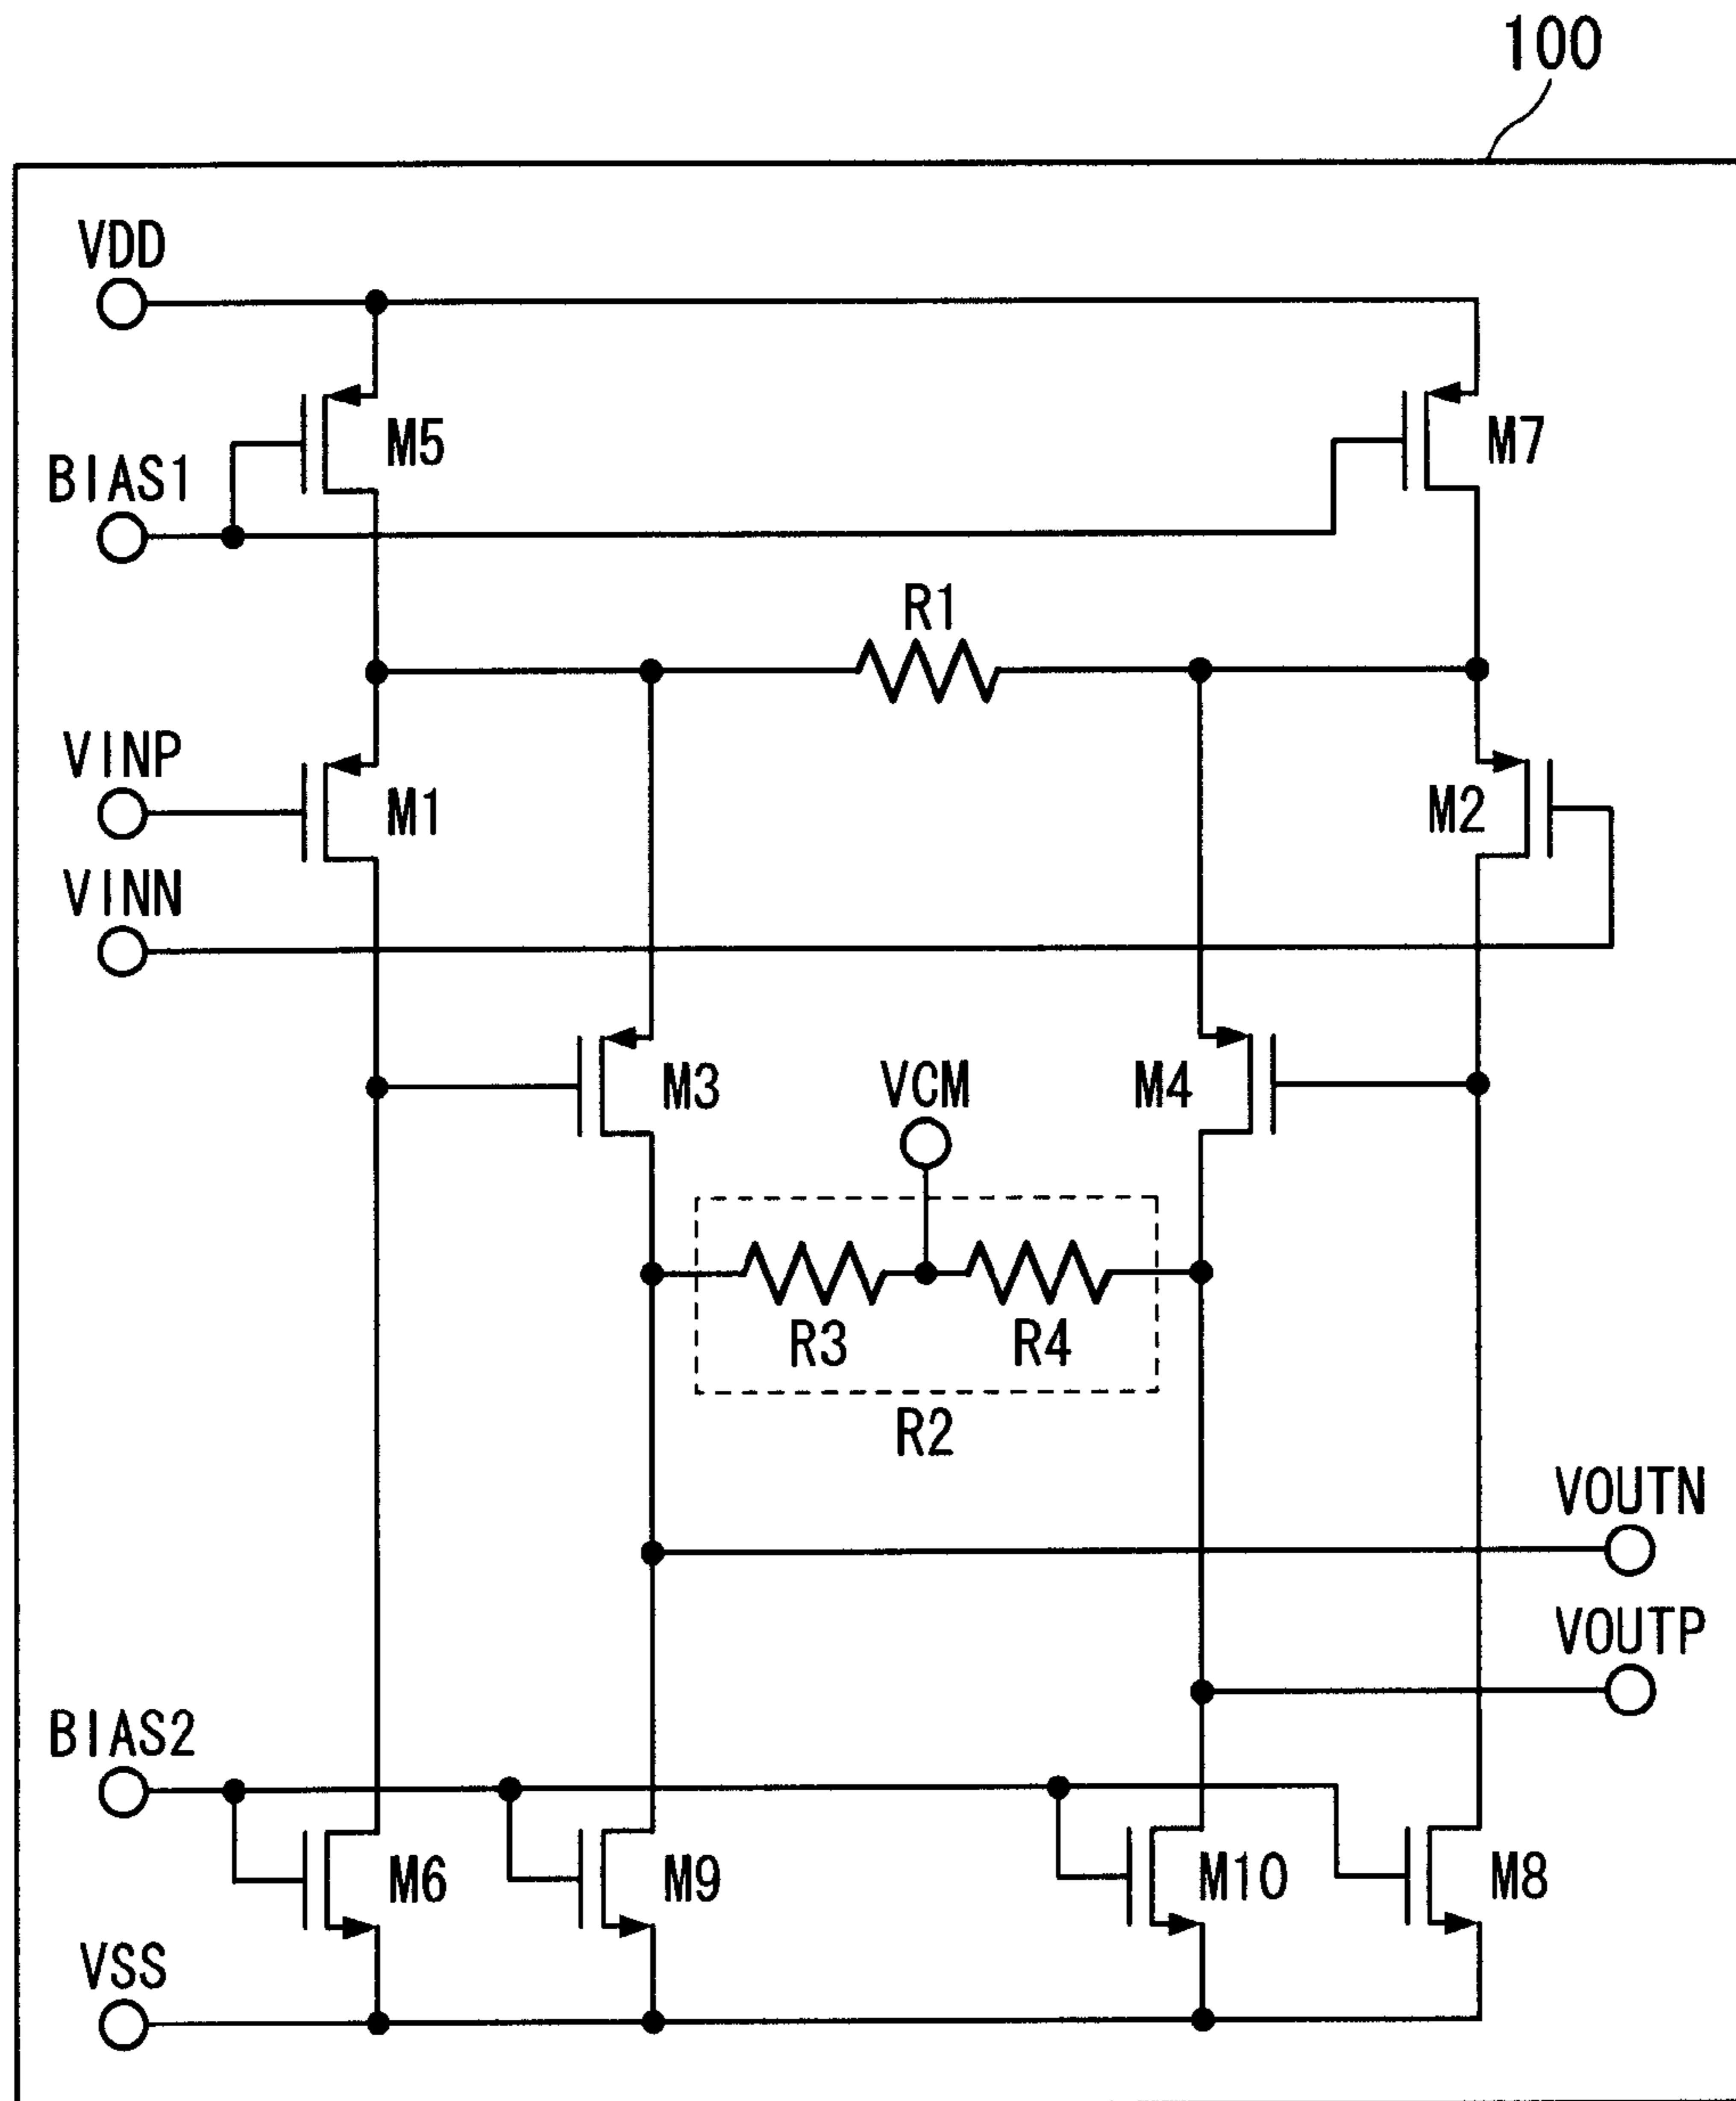 100
VDD
M5
M7
BIAS1
R1
VINP
M1
M2
VINN
M3
VCM
M4
R3
R4
R2
VOUTN
VOUTP
BIAS2
M6
M9
M10
M8
VSS